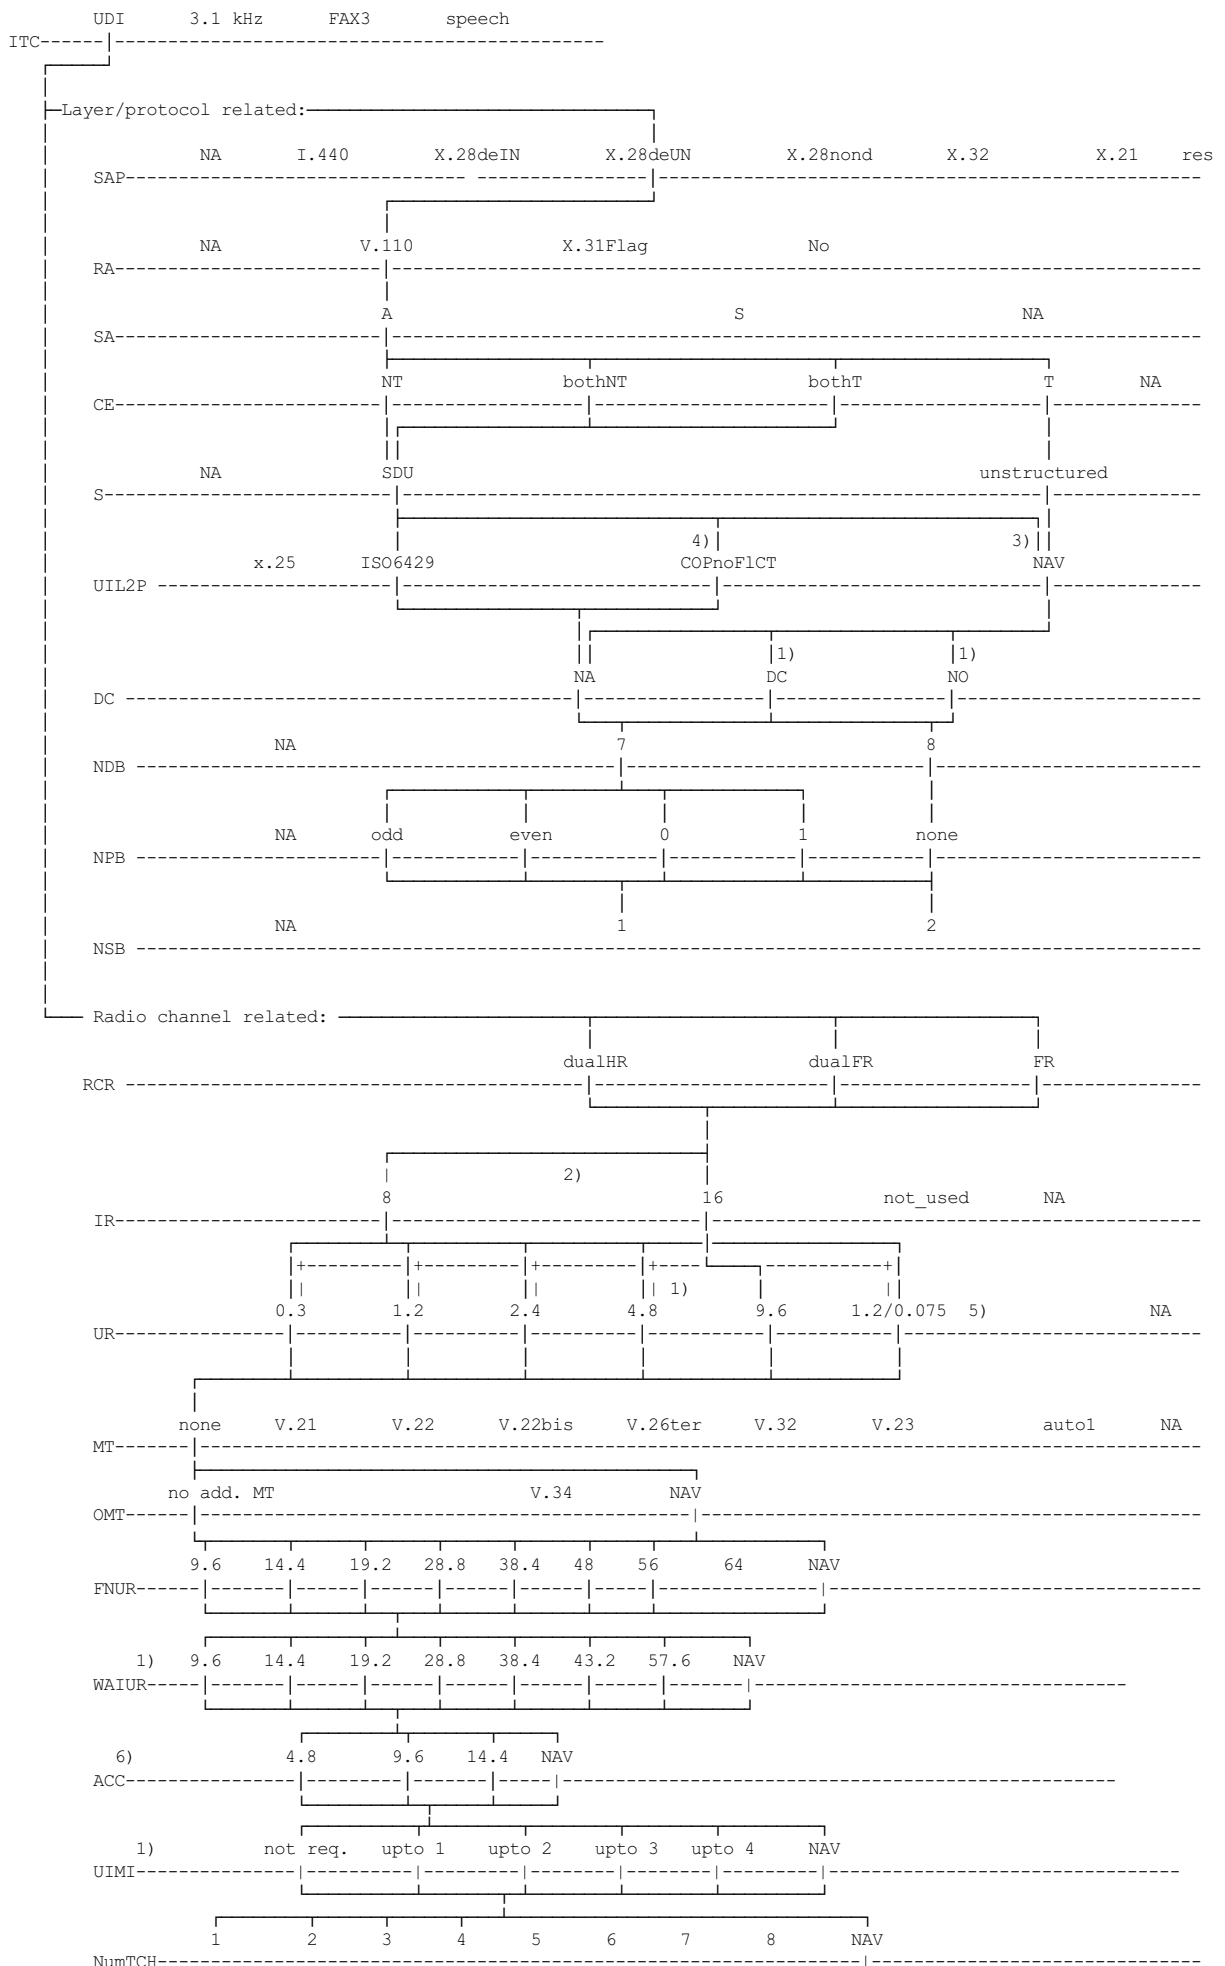 UDI 3.1 kHz FAX3 speech
ITC
Layer/protocol related:
NA I.440 X.28deIN X.28deUN X.28nond X.32 X.21 res
SAP
NA V.110 X.31Flag No
RA
A S NA
SA
NT bothNT bothT T NA
CE
NA SDU unstructured
S
4) 3)
x.25 ISO6429 COPnoFlCT NAV
UIL2P
1) 1)
NA DC NO
DC
NA 7 8
NDB
NA odd even 0 1 none
NPB
NA 1 2
NSB
Radio channel related:
dualHR dualFR FR
RCR
2)
8 16 not_used NA
IR
1)
0.3 1.2 2.4 4.8 9.6 1.2/0.075 5) NA
UR
none V.21 V.22 V.22bis V.26ter V.32 V.23 auto1 NA
MT
no add. MT V.34 NAV
OMT
9.6 14.4 19.2 28.8 38.4 48 56 64 NAV
FNUR
1) 9.6 14.4 19.2 28.8 38.4 43.2 57.6 NAV
WAIUR
6) 4.8 9.6 14.4 NAV
ACC
1) not req. upto 1 upto 2 upto 3 upto 4 NAV
UIMI
1 2 3 4 5 6 7 8 NAV
NumTCH